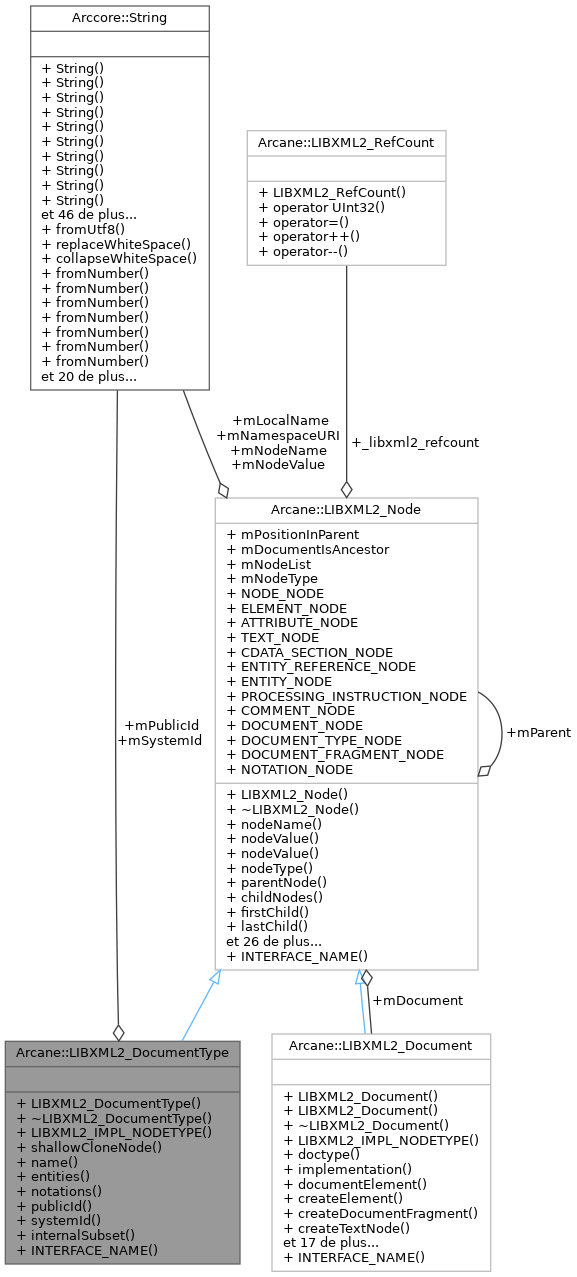 Arccore::String
+ String()
+ String()
+ String()
+ String()
+ String()
+ String()
+ String()
+ String()
+ String()
+ String()
et 46 de plus...
+ fromUtf8()
+ replaceWhiteSpace()
+ collapseWhiteSpace()
+ fromNumber()
+ fromNumber()
+ fromNumber()
+ fromNumber()
+ fromNumber()
+ fromNumber()
+ fromNumber()
et 20 de plus...
Arcane::LIBXML2_RefCount
+ LIBXML2_RefCount()
+ operator UInt32()
+ operator=()
+ operator++()
+ operator--()
+mLocalName
+mNamespaceURI
+mNodeName
+mNodeValue
+_libxml2_refcount
Arcane::LIBXML2_Node
+ mPositionInParent
+ mDocumentIsAncestor
+ mNodeList
+ mNodeType
+ NODE_NODE
+ ELEMENT_NODE
+ ATTRIBUTE_NODE
+ TEXT_NODE
+ CDATA_SECTION_NODE
+ ENTITY_REFERENCE_NODE
+ ENTITY_NODE
+ PROCESSING_INSTRUCTION_NODE
+ COMMENT_NODE
+ DOCUMENT_NODE
+ DOCUMENT_TYPE_NODE
+ DOCUMENT_FRAGMENT_NODE
+ NOTATION_NODE
+ LIBXML2_Node()
+ ~LIBXML2_Node()
+ nodeName()
+ nodeValue()
+ nodeValue()
+ nodeType()
+ parentNode()
+ childNodes()
+ firstChild()
+ lastChild()
et 26 de plus...
+ INTERFACE_NAME()
+mParent
+mPublicId
+mSystemId
+mDocument
Arcane::LIBXML2_DocumentType
+ LIBXML2_DocumentType()
+ ~LIBXML2_DocumentType()
+ LIBXML2_IMPL_NODETYPE()
+ shallowCloneNode()
+ name()
+ entities()
+ notations()
+ publicId()
+ systemId()
+ internalSubset()
+ INTERFACE_NAME()
Arcane::LIBXML2_Document
+ LIBXML2_Document()
+ LIBXML2_Document()
+ ~LIBXML2_Document()
+ LIBXML2_IMPL_NODETYPE()
+ doctype()
+ implementation()
+ documentElement()
+ createElement()
+ createDocumentFragment()
+ createTextNode()
et 17 de plus...
+ INTERFACE_NAME()